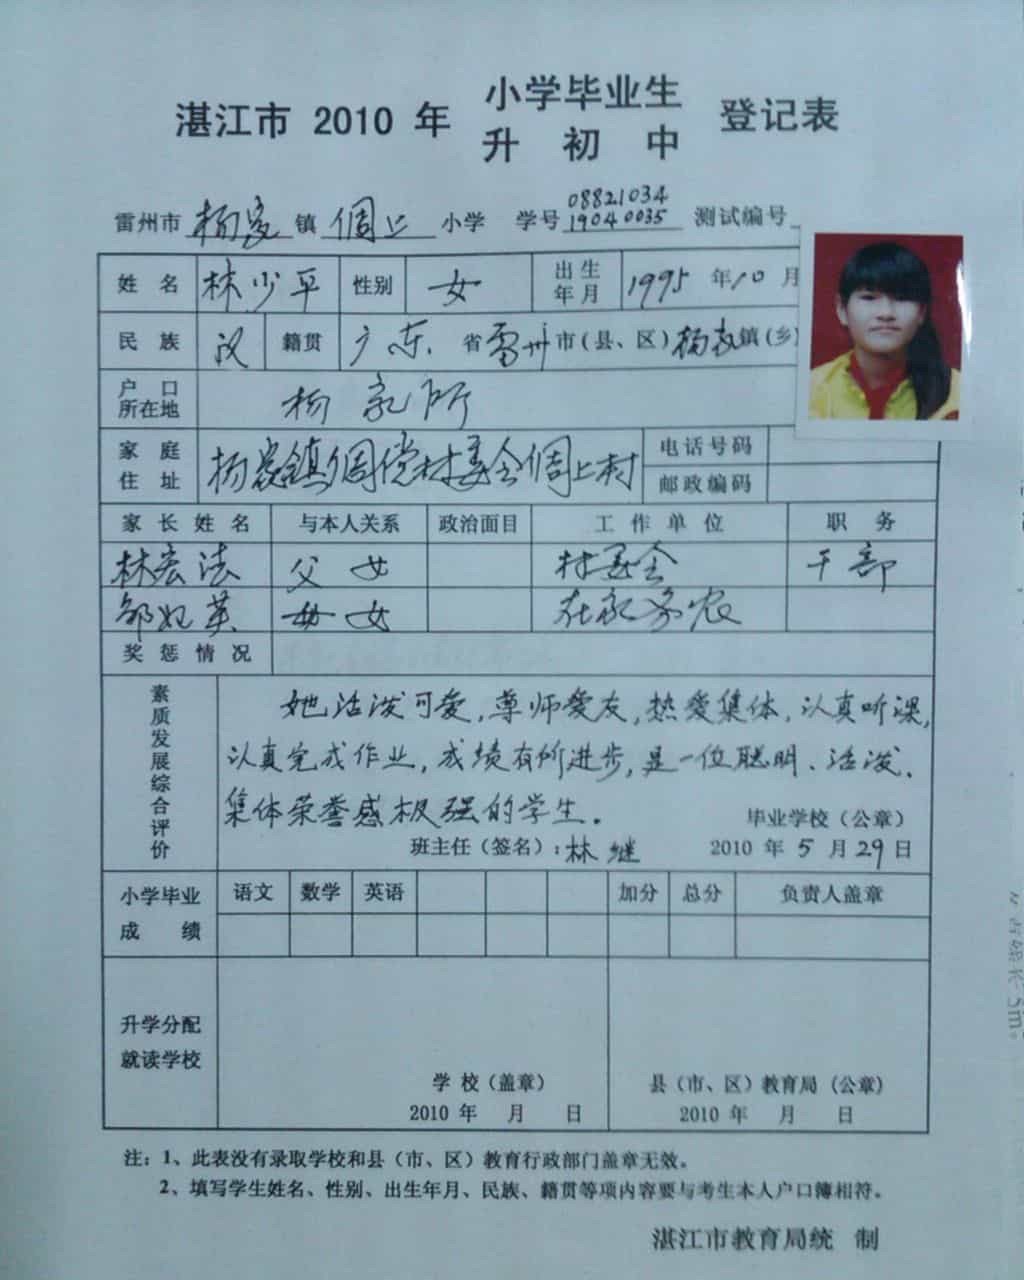 湛江市 2010 年 小学毕业生 升初中 登记表
雷州市 杨家 镇 倜上 小学 学号 08821034 19040035 测试编号
姓名 林少平 性别 女 出生年月 1995 年 10 月
民族 汉 籍贯 广东 省 雷州 市(县、区) 杨家 镇(乡)
户口所在地 杨家所
家庭住址 杨家镇 村委会倜上村 电话号码
邮政编码
家长姓名 与本人关系 政治面目 工作单位 职务
林宏法 父女 村委会 干部
邹妃英 母女 在家务农
奖惩情况
素质发展综合评价
她活泼可爱,尊师爱友,热爱集体,认真听课,
认真完成作业,成绩有所进步,是一位聪明、活泼、
集体荣誉感极强的学生。 毕业学校(公章)
班主任(签名):林继 2010 年 5 月 29 日
小学毕业成绩 语文 数学 英语 加分 总分 负责人盖章
升学分配就读学校
学校(盖章) 县(市、区)教育局(公章)
2010 年 月 日 2010 年 月 日
注:1、此表没有录取学校和县(市、区)教育行政部门盖章无效。
2、填写学生姓名、性别、出生年月、民族、籍贯等项内容要与考生本人户口簿相符。
湛江市教育局统 制